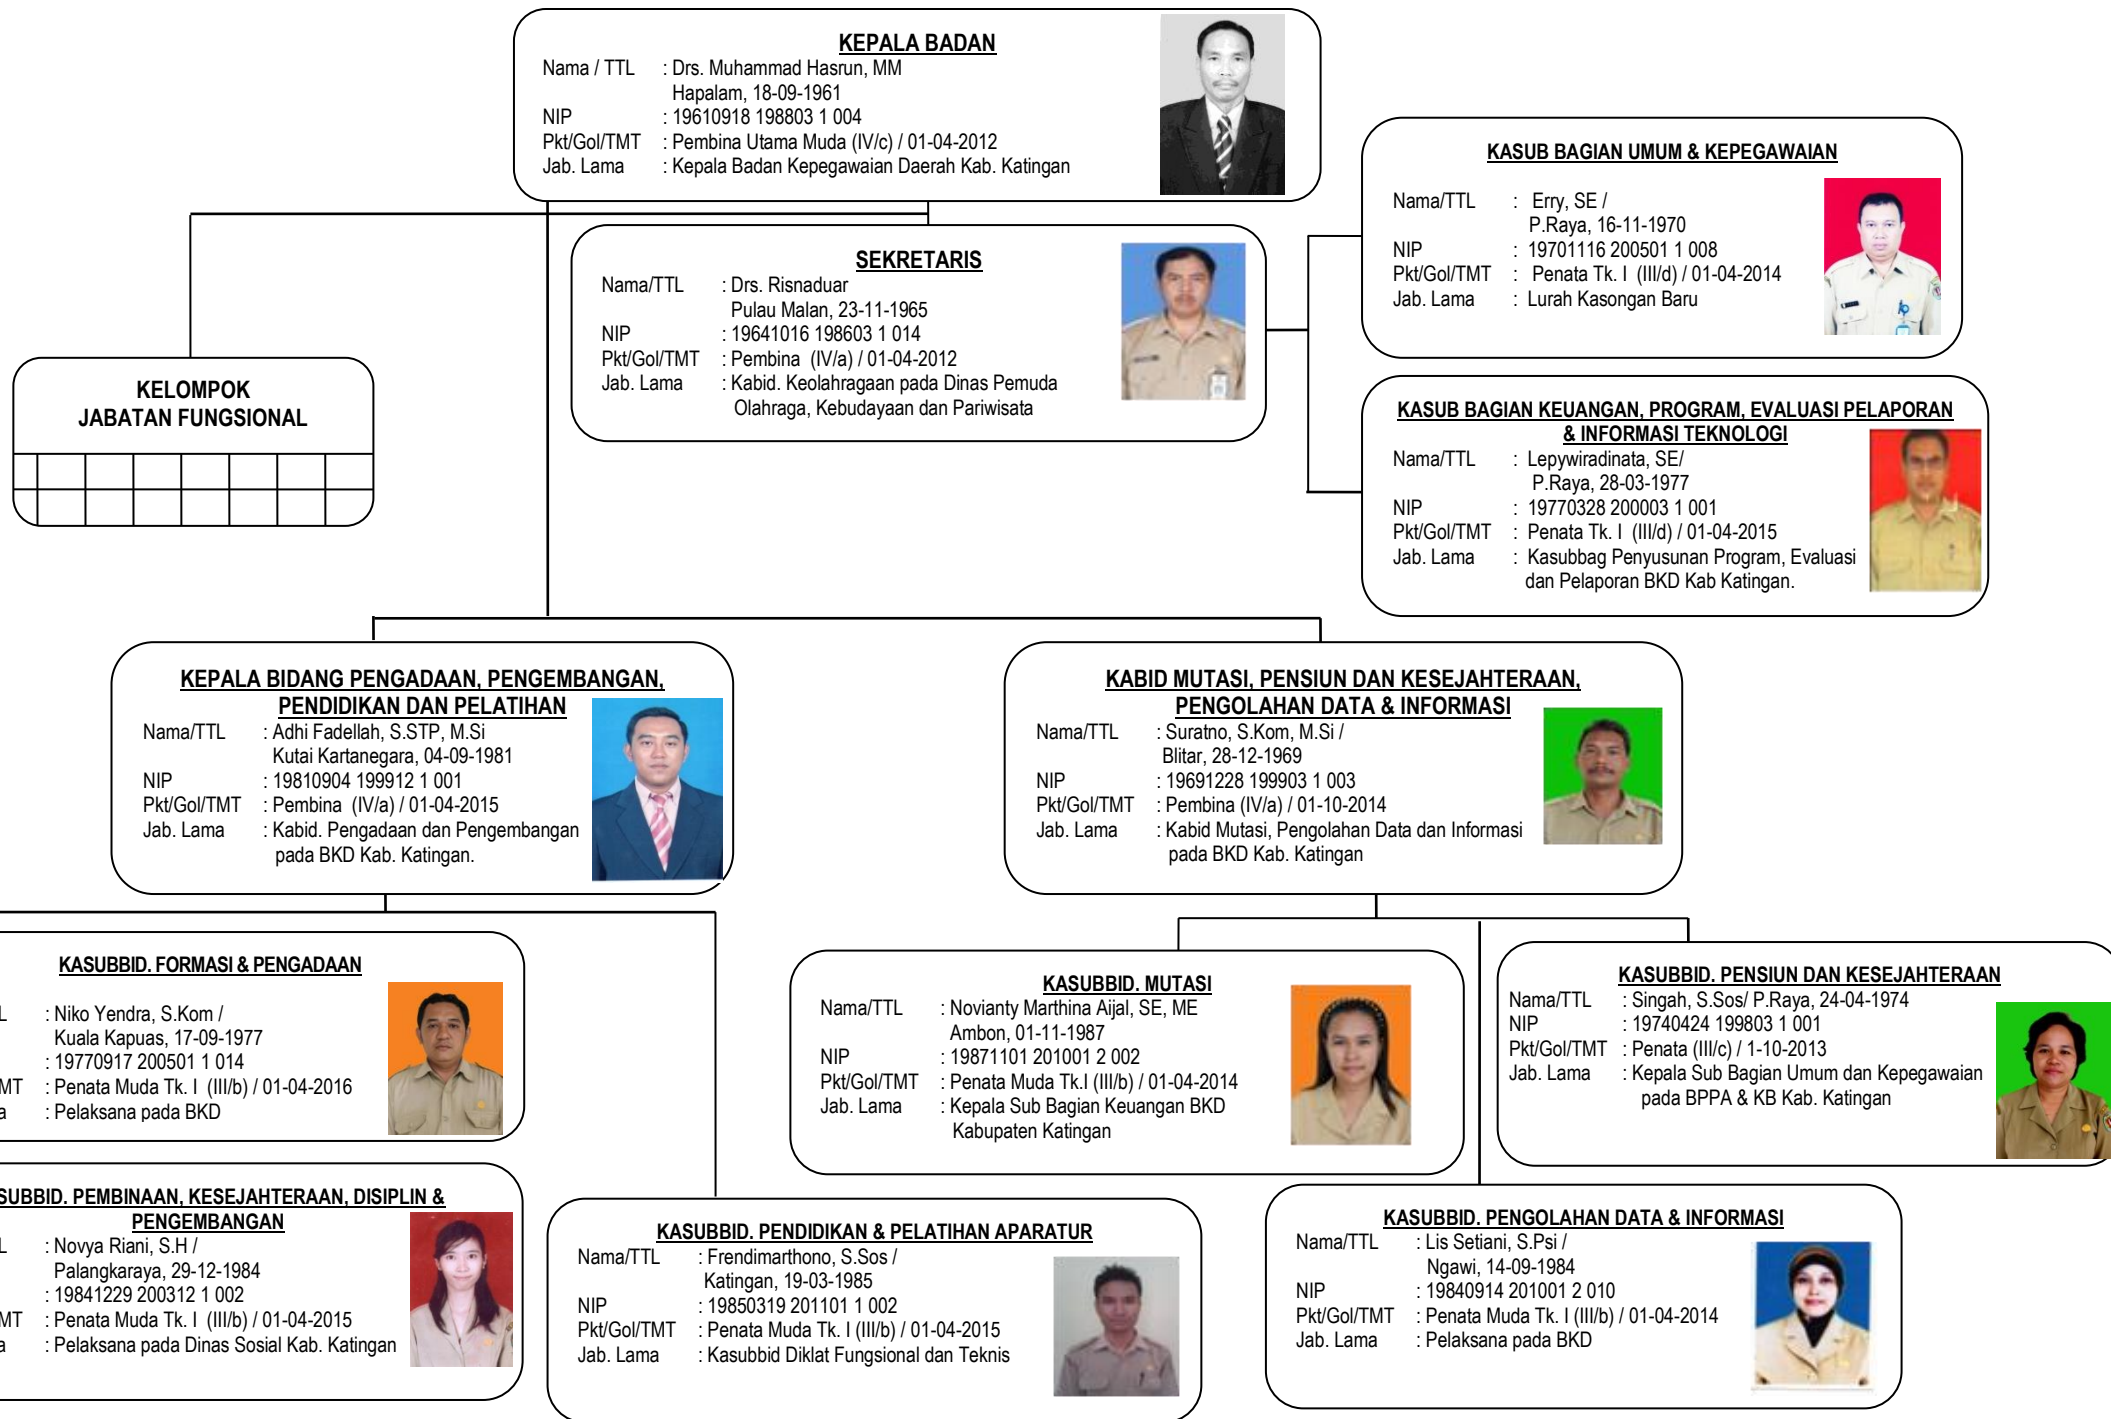 KEPALA BADAN
Nama / TTL : Drs. Muhammad Hasrun, MM
Hapalam, 18-09-1961
NIP : 19610918 198803 1 004
Pkt/Gol/TMT : Pembina Utama Muda (IV/c) / 01-04-2012
Jab. Lama : Kepala Badan Kepegawaian Daerah Kab. Katingan
KASUB BAGIAN UMUM & KEPEGAWAIAN
Nama/TTL : Erry, SE /
P.Raya, 16-11-1970
NIP : 19701116 200501 1 008
Pkt/Gol/TMT : Penata Tk. I (III/d) / 01-04-2014
Jab. Lama : Lurah Kasongan Baru
SEKRETARIS
Nama/TTL : Drs. Risnaduar
Pulau Malan, 23-11-1965
NIP : 19641016 198603 1 014
Pkt/Gol/TMT : Pembina (IV/a) / 01-04-2012
Jab. Lama : Kabid. Keolahragaan pada Dinas Pemuda
Olahraga, Kebudayaan dan Pariwisata
KELOMPOK
JABATAN FUNGSIONAL
KASUB BAGIAN KEUANGAN, PROGRAM, EVALUASI PELAPORAN
& INFORMASI TEKNOLOGI
Nama/TTL : Lepywiradinata, SE/
P.Raya, 28-03-1977
NIP : 19770328 200003 1 001
Pkt/Gol/TMT : Penata Tk. I (III/d) / 01-04-2015
Jab. Lama : Kasubbag Penyusunan Program, Evaluasi
dan Pelaporan BKD Kab Katingan.
KEPALA BIDANG PENGADAAN, PENGEMBANGAN,
PENDIDIKAN DAN PELATIHAN
Nama/TTL : Adhi Fadellah, S.STP, M.Si
Kutai Kartanegara, 04-09-1981
NIP : 19810904 199912 1 001
Pkt/Gol/TMT : Pembina (IV/a) / 01-04-2015
Jab. Lama : Kabid. Pengadaan dan Pengembangan
pada BKD Kab. Katingan.
KABID MUTASI, PENSIUN DAN KESEJAHTERAAN,
PENGOLAHAN DATA & INFORMASI
Nama/TTL : Suratno, S.Kom, M.Si /
Blitar, 28-12-1969
NIP : 19691228 199903 1 003
Pkt/Gol/TMT : Pembina (IV/a) / 01-10-2014
Jab. Lama : Kabid Mutasi, Pengolahan Data dan Informasi
pada BKD Kab. Katingan
KASUBBID. FORMASI & PENGADAAN
L : Niko Yendra, S.Kom /
Kuala Kapuas, 17-09-1977
: 19770917 200501 1 014
MT : Penata Muda Tk. I (III/b) / 01-04-2016
a : Pelaksana pada BKD
KASUBBID. MUTASI
Nama/TTL : Novianty Marthina Aijal, SE, ME
Ambon, 01-11-1987
NIP : 19871101 201001 2 002
Pkt/Gol/TMT : Penata Muda Tk.I (III/b) / 01-04-2014
Jab. Lama : Kepala Sub Bagian Keuangan BKD
Kabupaten Katingan
KASUBBID. PENSIUN DAN KESEJAHTERAAN
Nama/TTL : Singah, S.Sos/ P.Raya, 24-04-1974
NIP : 19740424 199803 1 001
Pkt/Gol/TMT : Penata (III/c) / 1-10-2013
Jab. Lama : Kepala Sub Bagian Umum dan Kepegawaian
pada BPPA & KB Kab. Katingan
SUBBID. PEMBINAAN, KESEJAHTERAAN, DISIPLIN &
PENGEMBANGAN
L : Novya Riani, S.H /
Palangkaraya, 29-12-1984
: 19841229 200312 1 002
MT : Penata Muda Tk. I (III/b) / 01-04-2015
a : Pelaksana pada Dinas Sosial Kab. Katingan
KASUBBID. PENDIDIKAN & PELATIHAN APARATUR
Nama/TTL : Frendimarthono, S.Sos /
Katingan, 19-03-1985
NIP : 19850319 201101 1 002
Pkt/Gol/TMT : Penata Muda Tk. I (III/b) / 01-04-2015
Jab. Lama : Kasubbid Diklat Fungsional dan Teknis
KASUBBID. PENGOLAHAN DATA & INFORMASI
Nama/TTL : Lis Setiani, S.Psi /
Ngawi, 14-09-1984
NIP : 19840914 201001 2 010
Pkt/Gol/TMT : Penata Muda Tk. I (III/b) / 01-04-2014
Jab. Lama : Pelaksana pada BKD